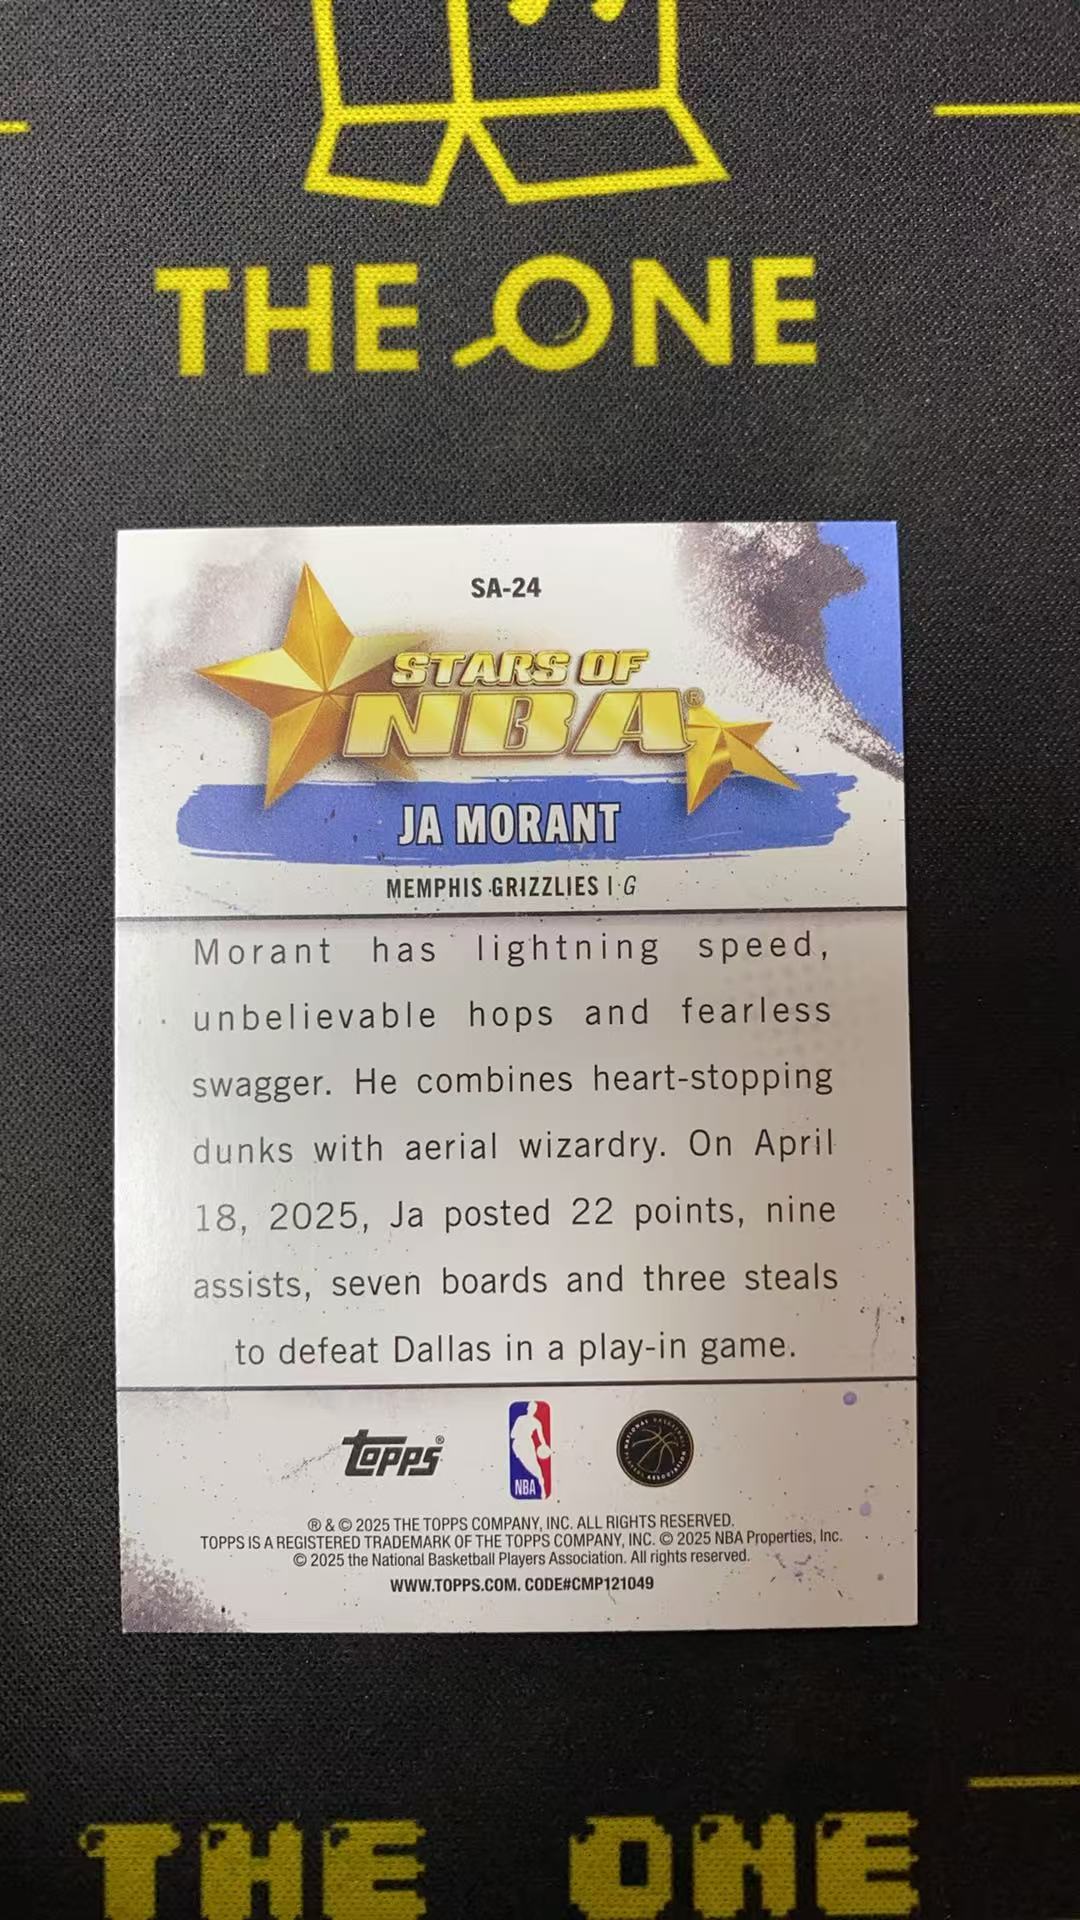 THE ONE
SA-24
STARS OF
NBA®
JA MORANT
MEMPHIS GRIZZLIES | G
Morant has lightning speed,
unbelievable hops and fearless
swagger. He combines heart-stopping
dunks with aerial wizardry. On April
18, 2025, Ja posted 22 points, nine
assists, seven boards and three steals
to defeat Dallas in a play-in game.
topps®
NBA
NATIONAL BASKETBALL PLAYERS ASSOCIATION
® & © 2025 THE TOPPS COMPANY, INC. ALL RIGHTS RESERVED.
TOPPS IS A REGISTERED TRADEMARK OF THE TOPPS COMPANY, INC. © 2025 NBA Properties, Inc.
© 2025 the National Basketball Players Association. All rights reserved.
WWW.TOPPS.COM. CODE#CMP121049
THE ONE